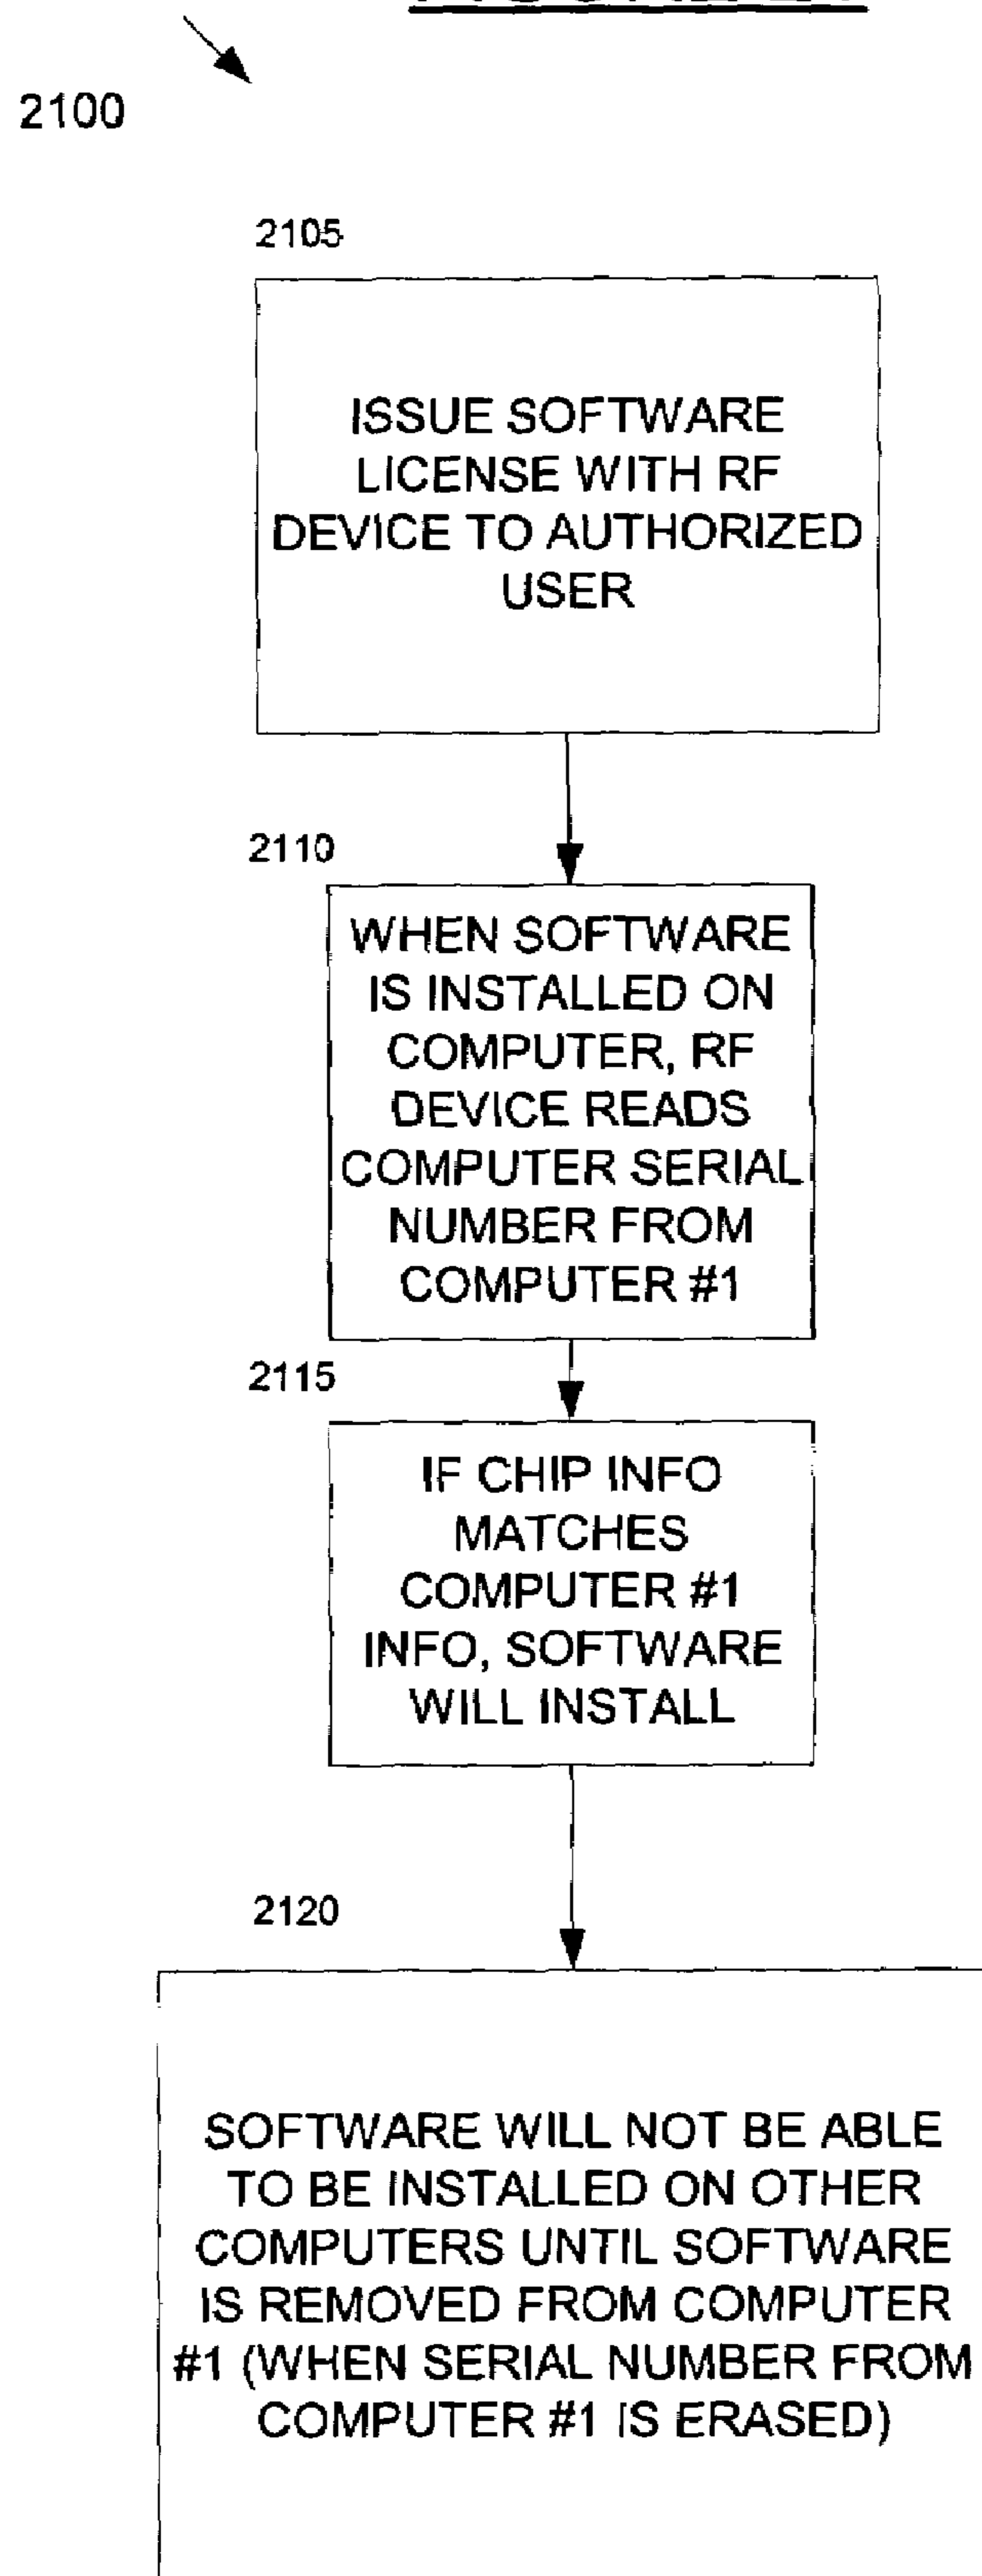 2100
2105
ISSUE SOFTWARE
LICENSE WITH RF
DEVICE TO AUTHORIZED
USER
2110
WHEN SOFTWARE
IS INSTALLED ON
COMPUTER, RF
DEVICE READS
COMPUTER SERIAL
NUMBER FROM
COMPUTER #1
2115
IF CHIP INFO
MATCHES
COMPUTER #1
INFO, SOFTWARE
WILL INSTALL
2120
SOFTWARE WILL NOT BE ABLE
TO BE INSTALLED ON OTHER
COMPUTERS UNTIL SOFTWARE
IS REMOVED FROM COMPUTER
#1 (WHEN SERIAL NUMBER FROM
COMPUTER #1 IS ERASED)